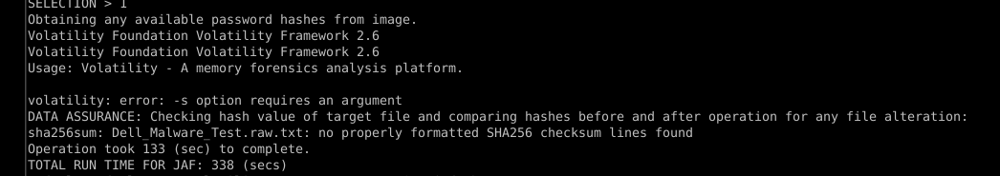 SELECTION > 1
Obtaining any available password hashes from image.
Volatility Foundation Volatility Framework 2.6
Volatility Foundation Volatility Framework 2.6
Usage: Volatility - A memory forensics analysis platform.
volatility: error: -s option requires an argument
DATA ASSURANCE: Checking hash value of target file and comparing hashes before and after operation for any file alteration:
sha256sum: Dell_Malware_Test.raw.txt: no properly formatted SHA256 checksum lines found
Operation took 133 (sec) to complete.
TOTAL RUN TIME FOR JAF: 338 (secs)